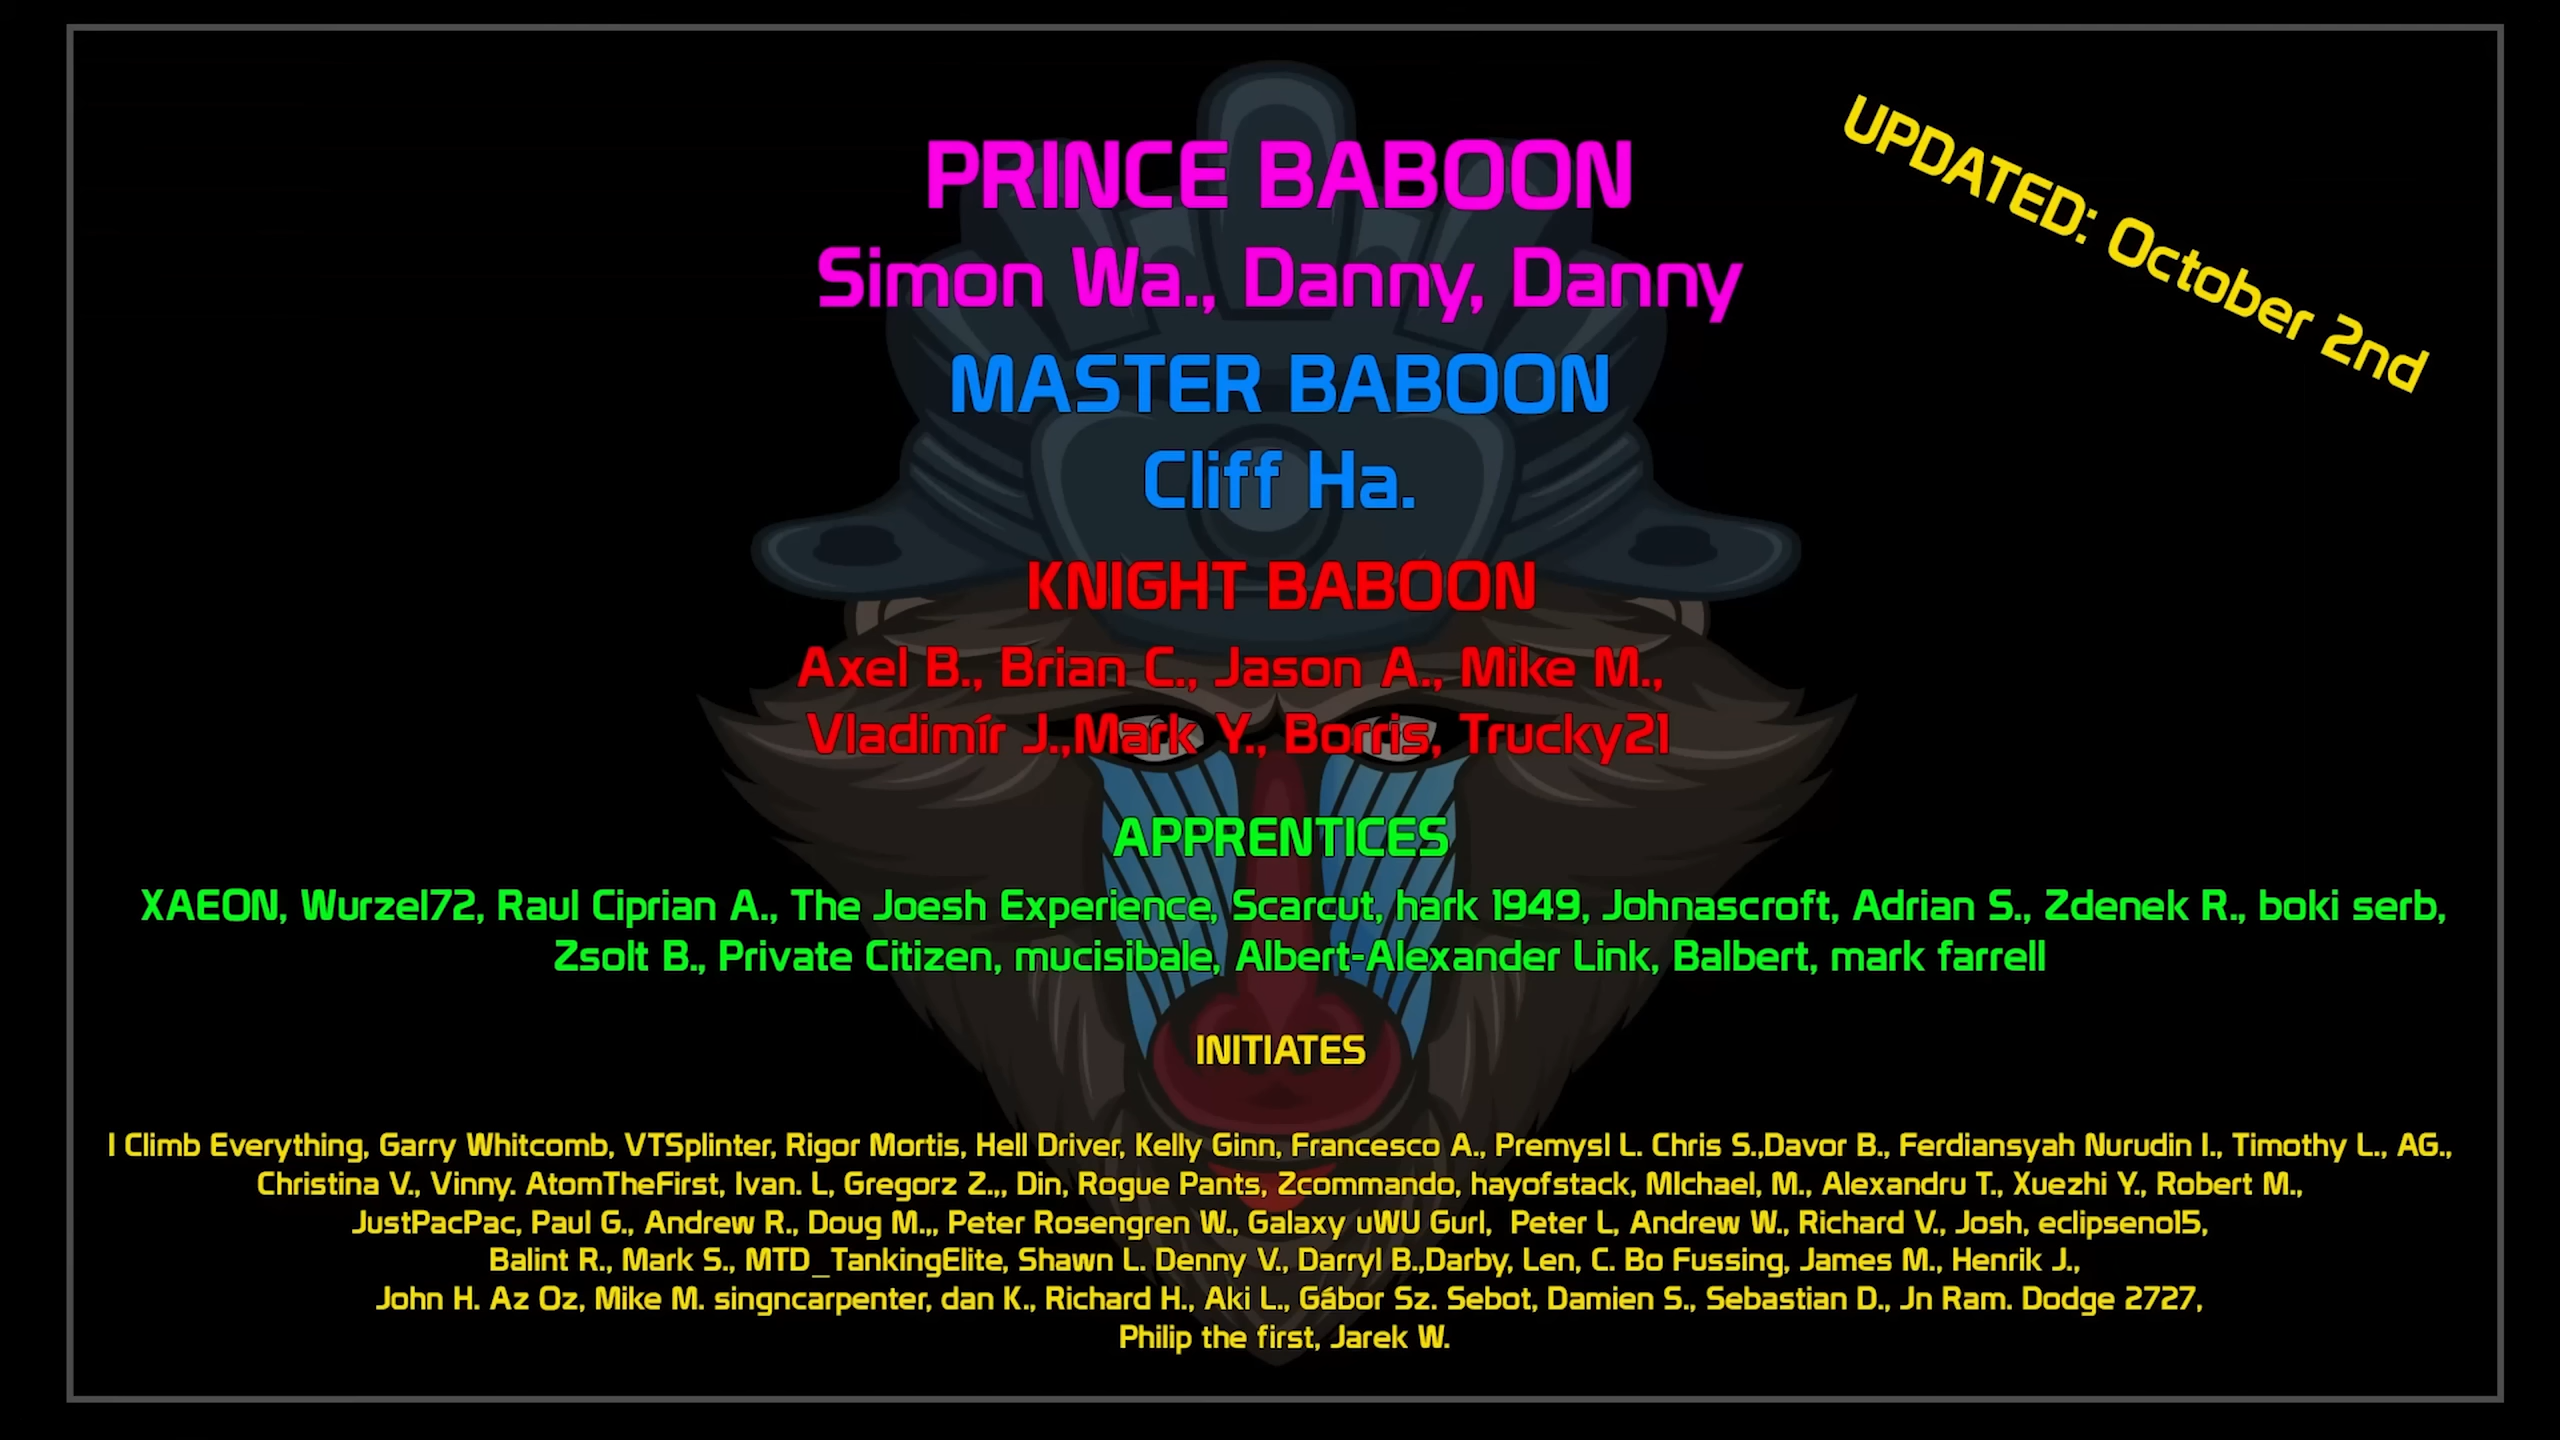 PRINCE BABOON
UPDATED: October 2nd
Simon Wa., Danny, Danny
MASTER BABOON
Cliff Ha.
KNIGHT BABOON
Axel B., Brian C., Jason A., Mike M.,
Vladimír J.,Mark Y., Borris, Trucky21
APPRENTICES
XAEON, Wurzel72, Raul Ciprian A., The Joesh Experience, Scarcut, hark 1949, Johnascroft, Adrian S., Zdenek R., boki serb,
Zsolt B., Private Citizen, mucisibale, Albert-Alexander Link, Balbert, mark farrell
INITIATES
I Climb Everything, Garry Whitcomb, VTSplinter, Rigor Mortis, Hell Driver, Kelly Ginn, Francesco A., Premysl L. Chris S.,Davor B., Ferdiansyah Nurudin I., Timothy L., AG.,
Christina V., Vinny. AtomTheFirst, Ivan. L, Gregorz Z.,, Din, Rogue Pants, Zcommando, hayofstack, MIchael, M., Alexandru T., Xuezhi Y., Robert M.,
JustPacPac, Paul G., Andrew R., Doug M.,, Peter Rosengren W., Galaxy uWU Gurl, Peter L, Andrew W., Richard V., Josh, eclipseno15,
Balint R., Mark S., MTD_TankingElite, Shawn L. Denny V., Darryl B.,Darby, Len, C. Bo Fussing, James M., Henrik J.,
John H. Az Oz, Mike M. singncarpenter, dan K., Richard H., Aki L., Gábor Sz. Sebot, Damien S., Sebastian D., Jn Ram. Dodge 2727,
Philip the first, Jarek W.